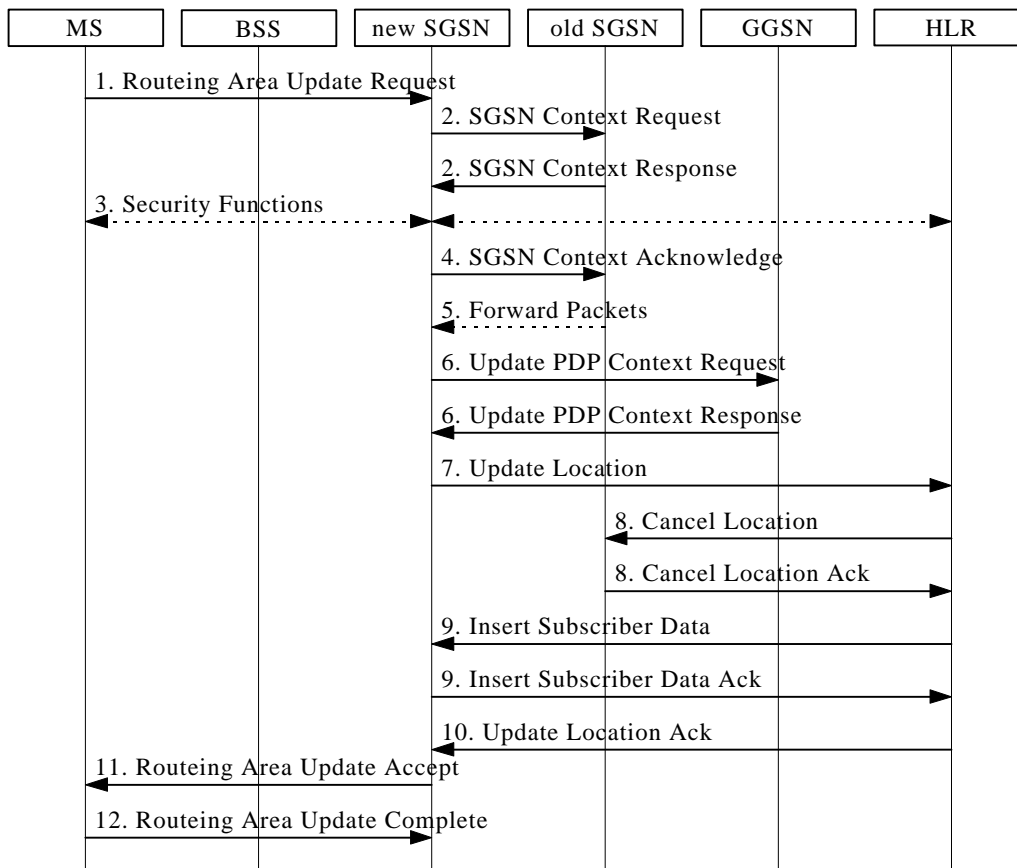 MS BSS new SGSN old SGSN GGSN HLR
1. Routeing Area Update Request
2. SGSN Context Request
2. SGSN Context Response
3. Security Functions
4. SGSN Context Acknowledge
5. Forward Packets
6. Update PDP Context Request
6. Update PDP Context Response
7. Update Location
8. Cancel Location
8. Cancel Location Ack
9. Insert Subscriber Data
9. Insert Subscriber Data Ack
10. Update Location Ack
11. Routeing Area Update Accept
12. Routeing Area Update Complete